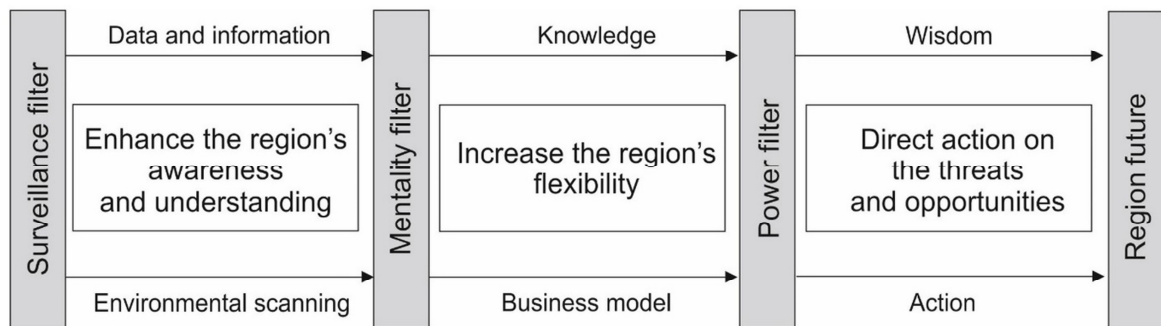 Surveillance filter
Data and information
Enhance the region's
awareness
and understanding
Environmental scanning
Mentality filter
Knowledge
Increase the region's
flexibility
Business model
Power filter
Wisdom
Direct action on
the threats
and opportunities
Action
Region future